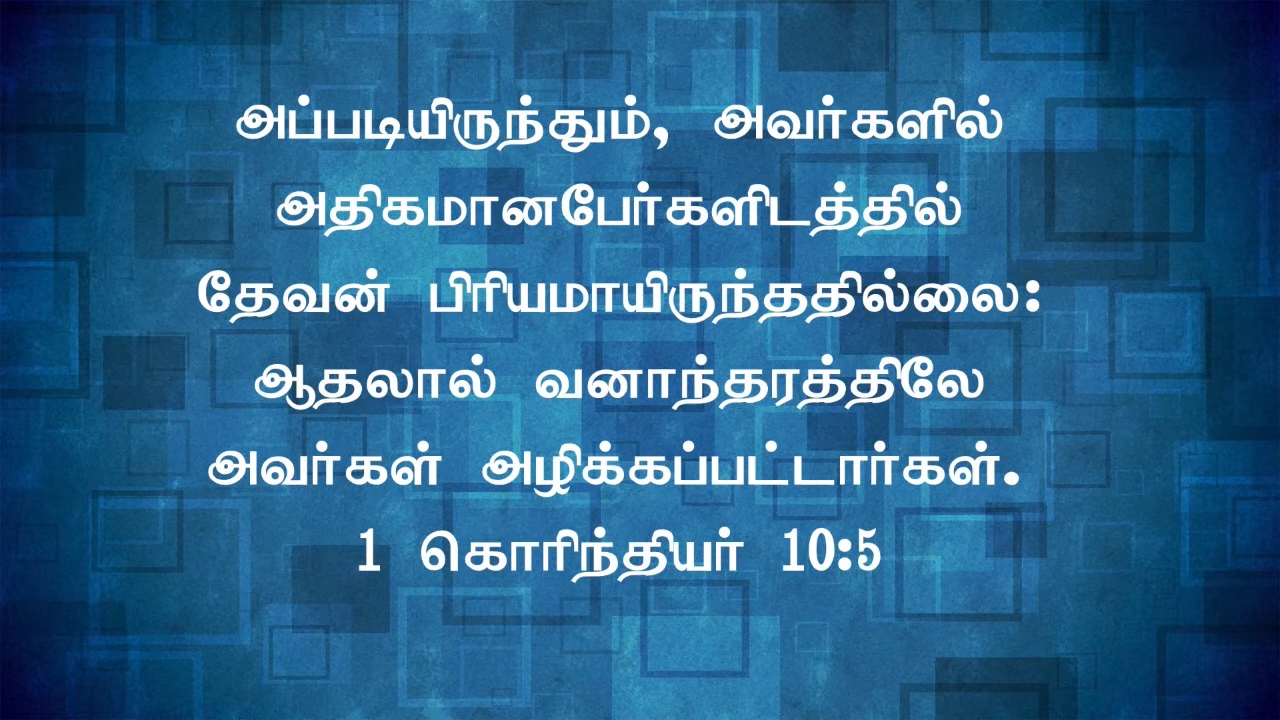 அப்படியிருந்தும், அவர்களில்
அதிகமானபேர்களிடத்தில்
தேவன் பிரியமாயிருந்ததில்லை:
ஆதலால் வனாந்தரத்திலே
அவர்கள் அழிக்கப்பட்டார்கள்.
1 கொரிந்தியர் 10:5